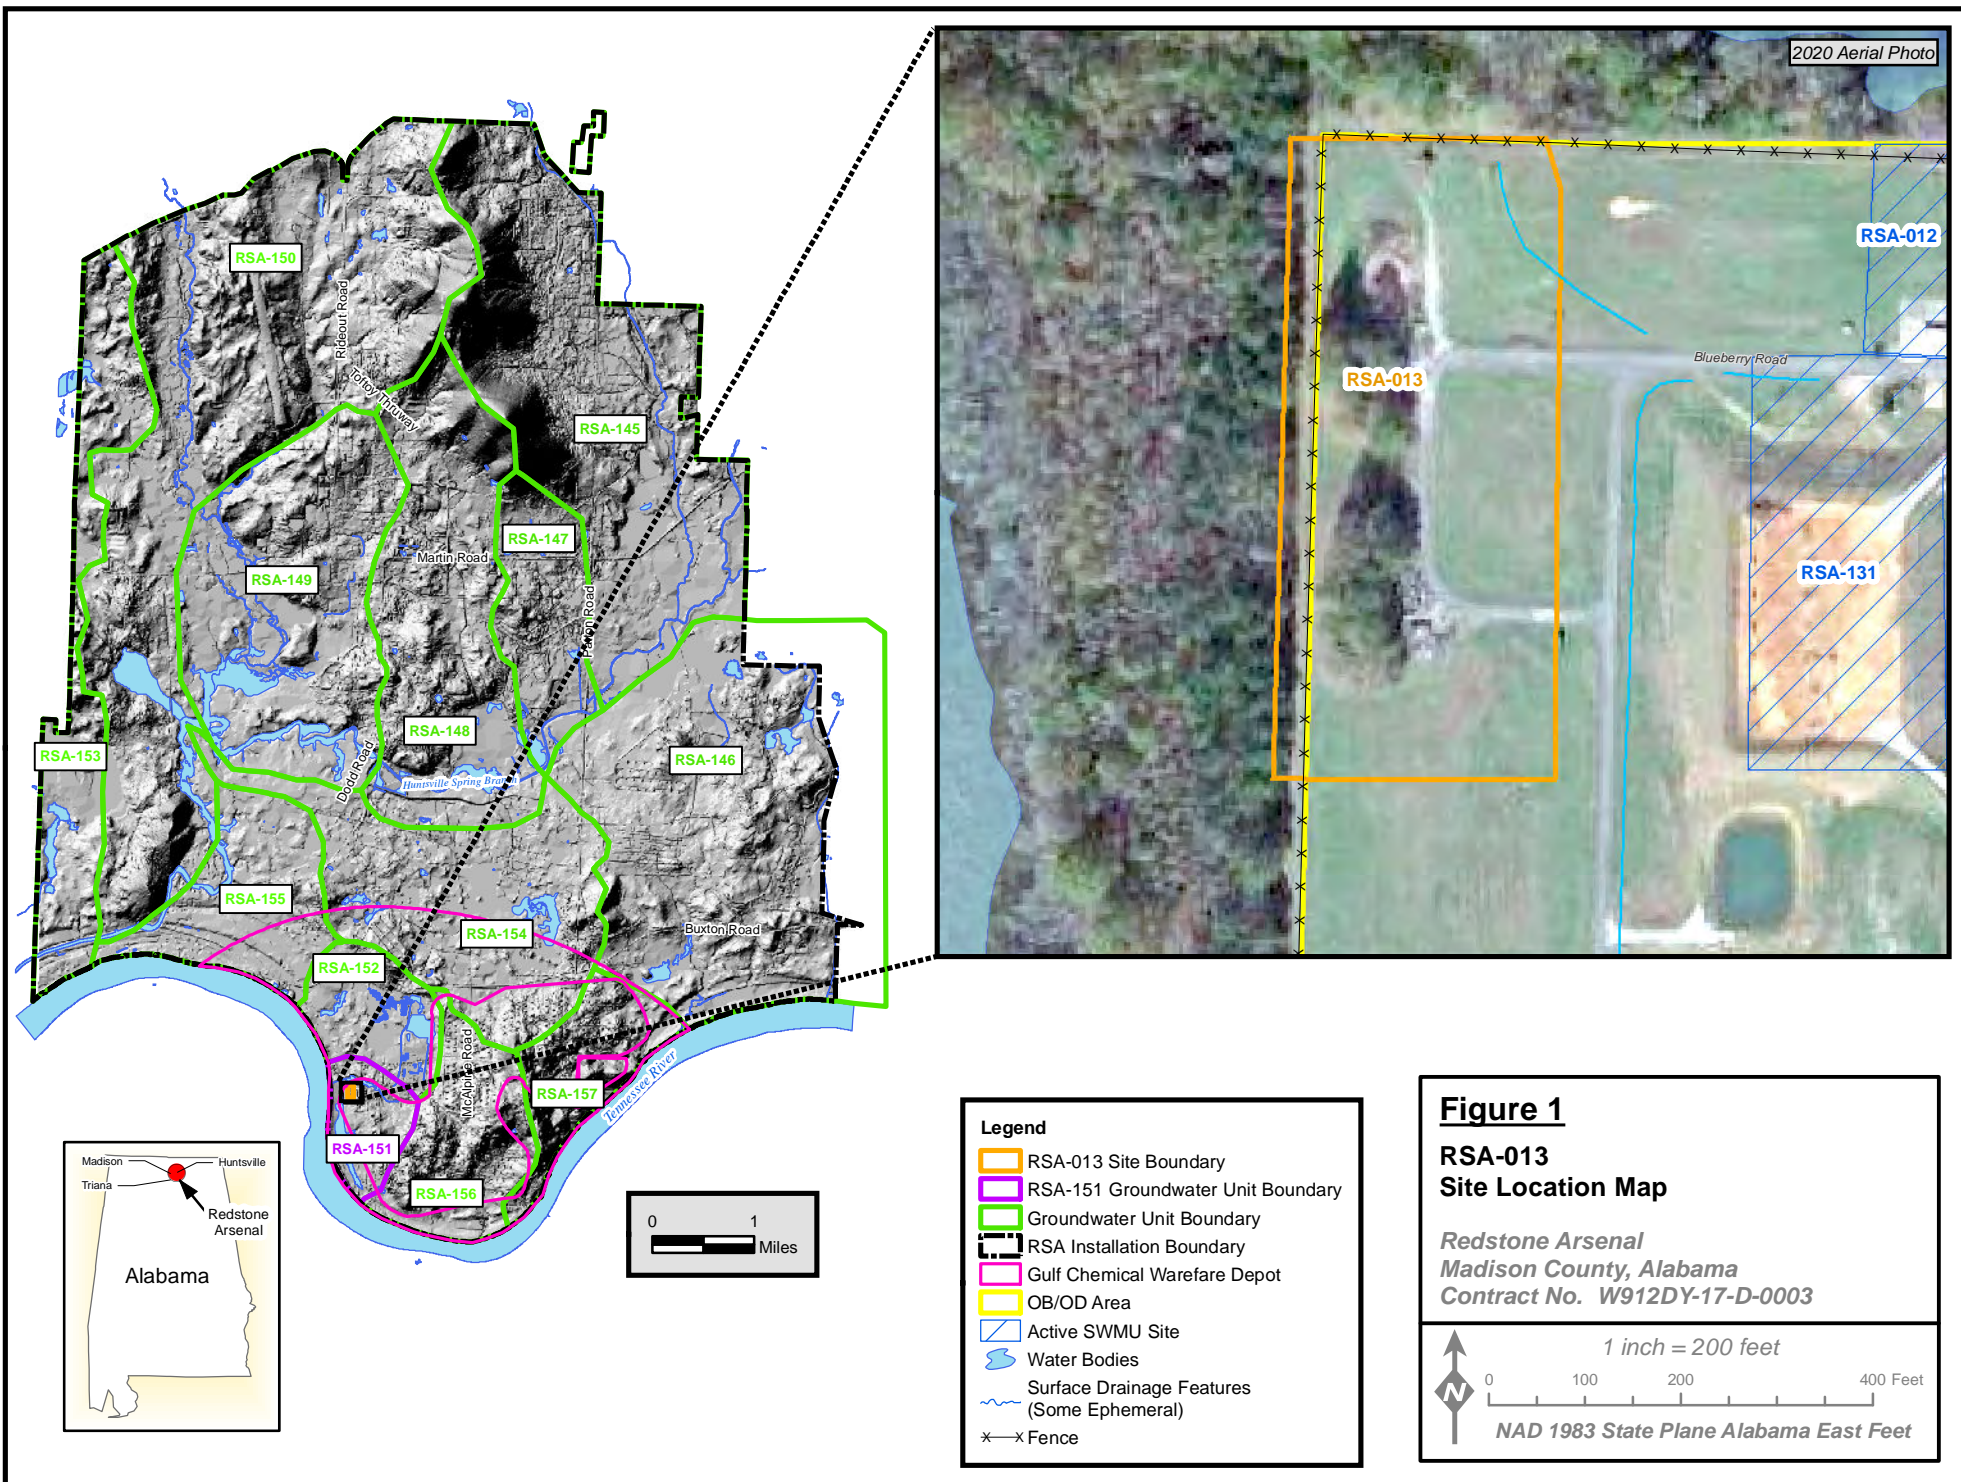 2020 Aerial Photo
RSA-012
Blueberry Road
RSA-013
RSA-131
RSA-150
Rideout Road
Toftoy Thruway
RSA-145
RSA-147
Martin Road
RSA-149
Patton Road
RSA-148
RSA-153
RSA-146
Dodd Road
Huntsville Spring Branch
RSA-155
RSA-154
Buxton Road
RSA-152
McAlpine Road
RSA-157
Tennessee River
RSA-151
RSA-156
Madison
Huntsville
Triana
Redstone
Arsenal
Alabama
0 1
Miles
Legend
RSA-013 Site Boundary
RSA-151 Groundwater Unit Boundary
Groundwater Unit Boundary
RSA Installation Boundary
Gulf Chemical Warefare Depot
OB/OD Area
Active SWMU Site
Water Bodies
Surface Drainage Features
(Some Ephemeral)
Fence
Figure 1
RSA-013
Site Location Map
Redstone Arsenal
Madison County, Alabama
Contract No. W912DY-17-D-0003
1 inch = 200 feet
N
0 100 200 400 Feet
NAD 1983 State Plane Alabama East Feet